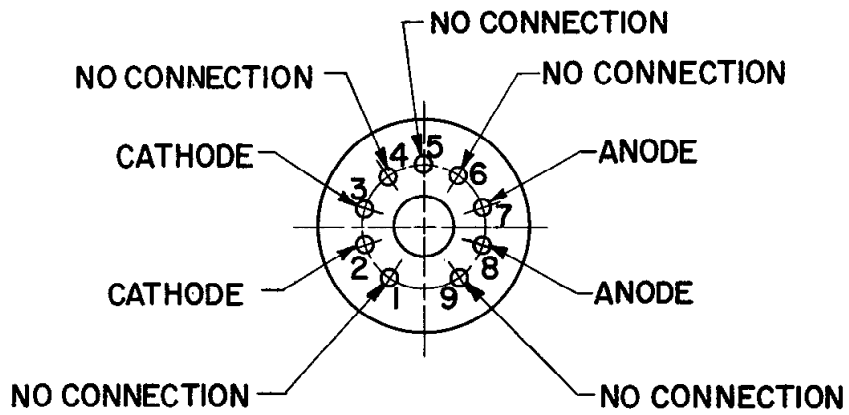 NO CONNECTION
NO CONNECTION
NO CONNECTION
CATHODE
ANODE
5
4
6
3
7
2
8
1
9
CATHODE
ANODE
NO CONNECTION
NO CONNECTION